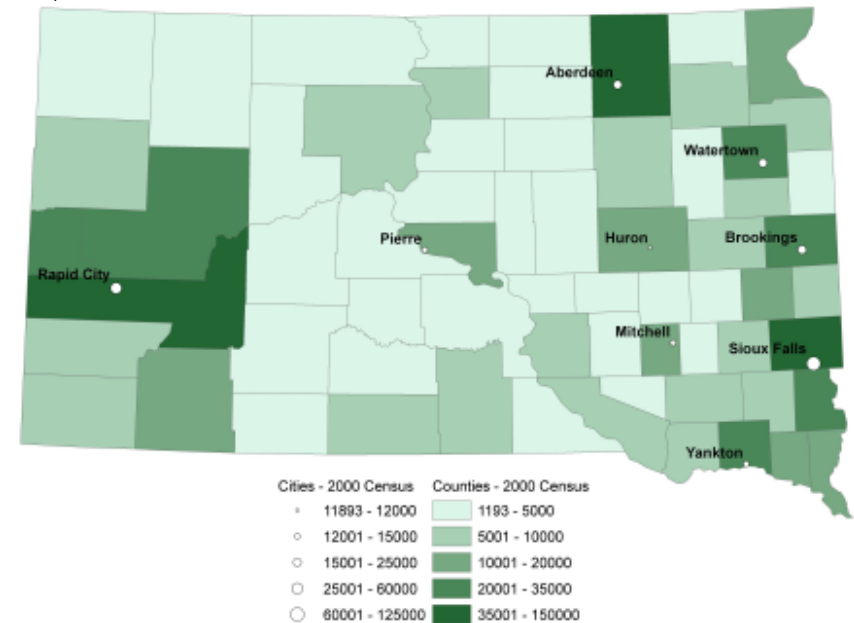 Aberdeen
Watertown
Pierre
Huron
Brookings
Rapid City
Mitchell
Sioux Falls
Yankton
Cities - 2000 Census Counties - 2000 Census
11893 - 12000 1193 - 5000
12001 - 15000 5001 - 10000
15001 - 25000 10001 - 20000
25001 - 60000 20001 - 35000
60001 - 125000 35001 - 150000